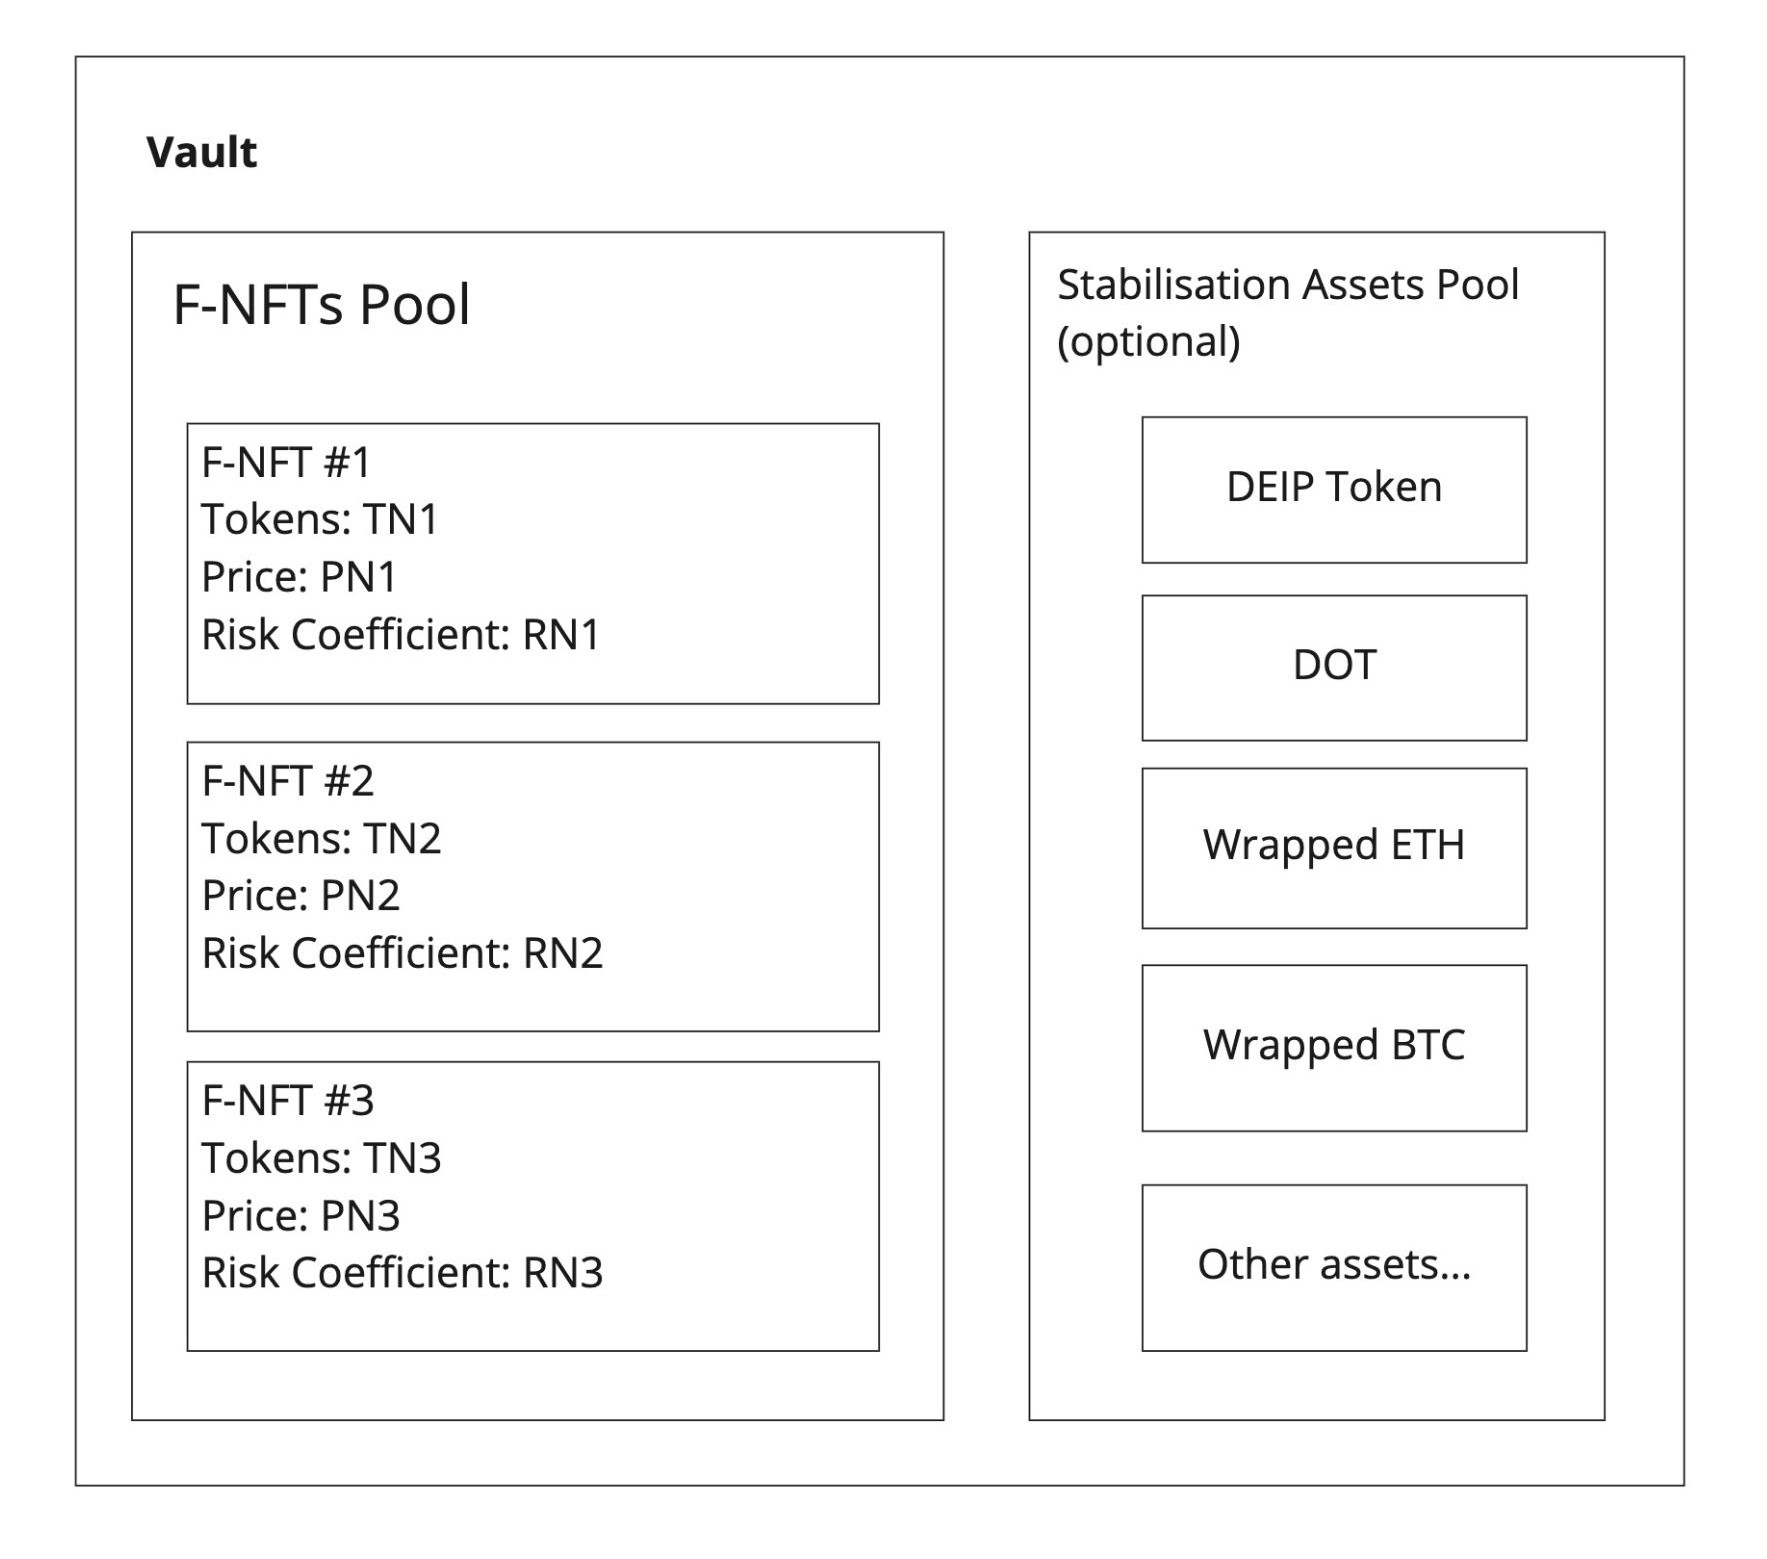 Vault
F-NFTs Pool
F-NFT #1
Tokens: TN1
Price: PN1
Risk Coefficient: RN1
F-NFT #2
Tokens: TN2
Price: PN2
Risk Coefficient: RN2
F-NFT #3
Tokens: TN3
Price: PN3
Risk Coefficient: RN3
Stabilisation Assets Pool
(optional)
DEIP Token
DOT
Wrapped ETH
Wrapped BTC
Other assets...